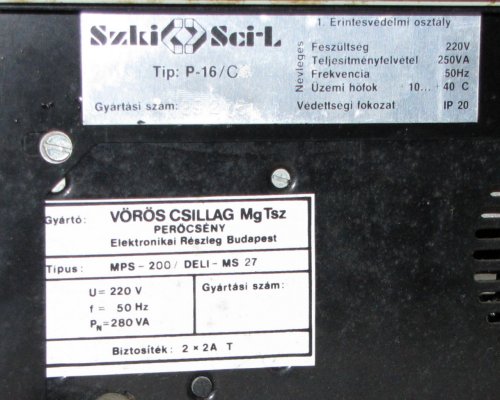 Szki Sci-L
Tip: P-16/C
Gyártási szám:
1. Érintésvédelmi osztály
Névleges
Feszültség 220V
Teljesítményfelvétel 250VA
Frekvencia 50Hz
Üzemi hőfok 10...+40 C
Védettségi fokozat IP 20
Gyártó: VÖRÖS CSILLAG MgTsz
PERŐCSÉNY
Elektronikai Részleg Budapest
Típus: MPS-200/DELI-MS 27
U=220 V
f= 50 Hz
PN=280 VA
Gyártási szám:
Biztosíték: 2 × 2A T